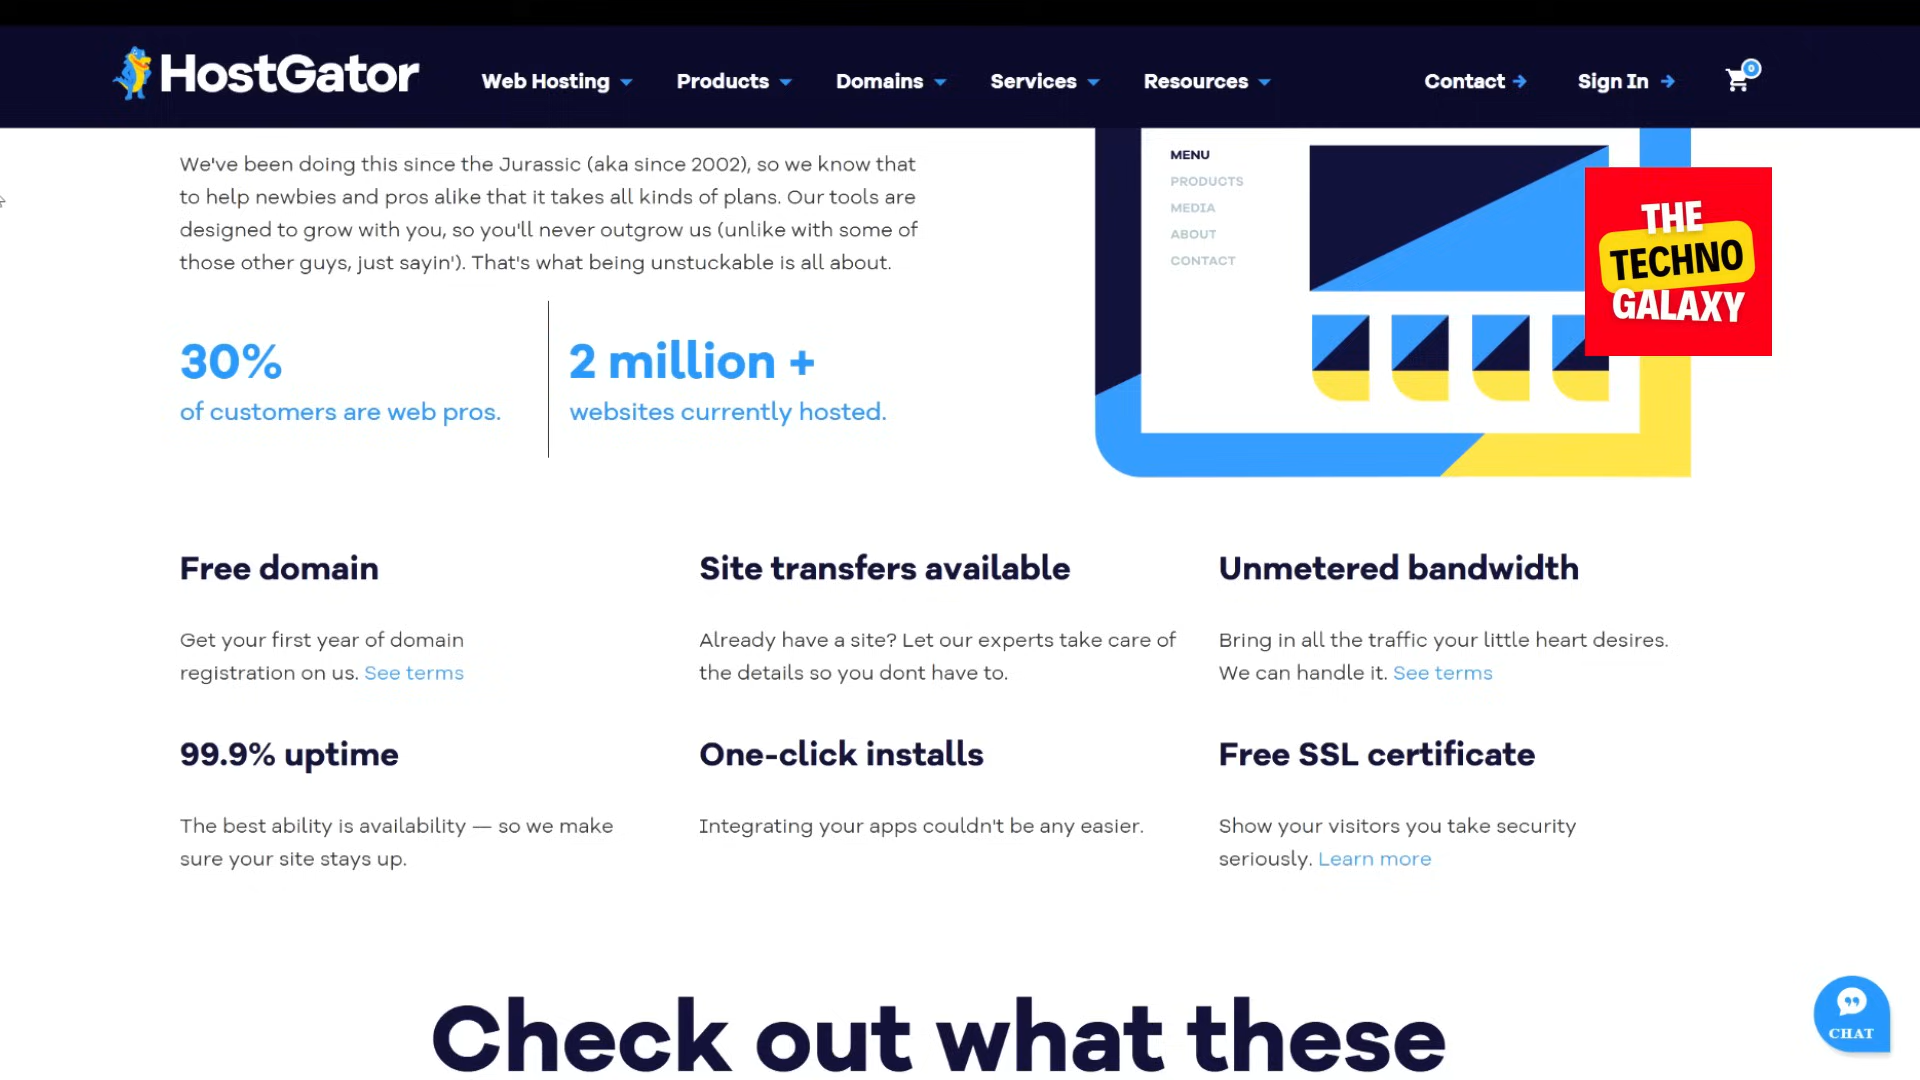 HostGator
Web Hosting
Products
Domains
Services
Resources
Contact
Sign In
0
We've been doing this since the Jurassic (aka since 2002), so we know that
to help newbies and pros alike that it takes all kinds of plans. Our tools are
designed to grow with you, so you'll never outgrow us (unlike with some of
those other guys, just sayin'). That's what being unstuckable is all about.
30%
of customers are web pros.
2 million +
websites currently hosted.
MENU
PRODUCTS
MEDIA
ABOUT
CONTACT
THE
TECHNO
GALAXY
Free domain
Get your first year of domain
registration on us. See terms
Site transfers available
Already have a site? Let our experts take care of
the details so you dont have to.
Unmetered bandwidth
Bring in all the traffic your little heart desires.
We can handle it. See terms
99.9% uptime
The best ability is availability — so we make
sure your site stays up.
One-click installs
Integrating your apps couldn't be any easier.
Free SSL certificate
Show your visitors you take security
seriously. Learn more
Check out what these
CHAT